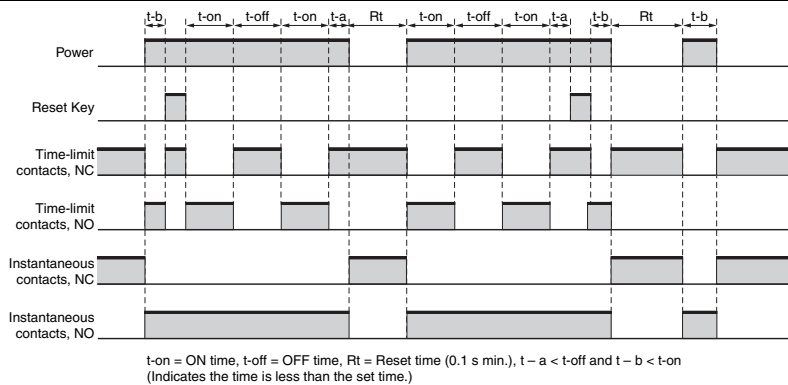 t-b t-on t-off t-on t-a Rt t-on t-off t-on t-a t-b Rt t-b
Power
Reset Key
Time-limit
contacts, NC
Time-limit
contacts, NO
Instantaneous
contacts, NC
Instantaneous
contacts, NO
t-on = ON time, t-off = OFF time, Rt = Reset time (0.1 s min.), t – a < t-off and t – b < t-on
(Indicates the time is less than the set time.)